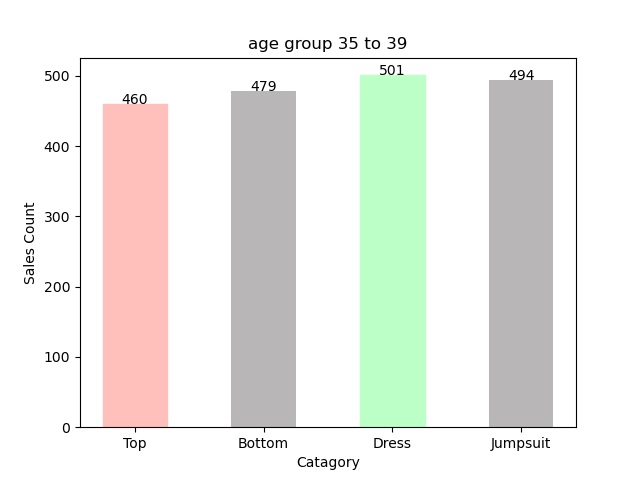 age group 35 to 39
Sales Count
500
400
300
200
100
0
460
479
501
494
Top
Bottom
Dress
Jumpsuit
Catagory